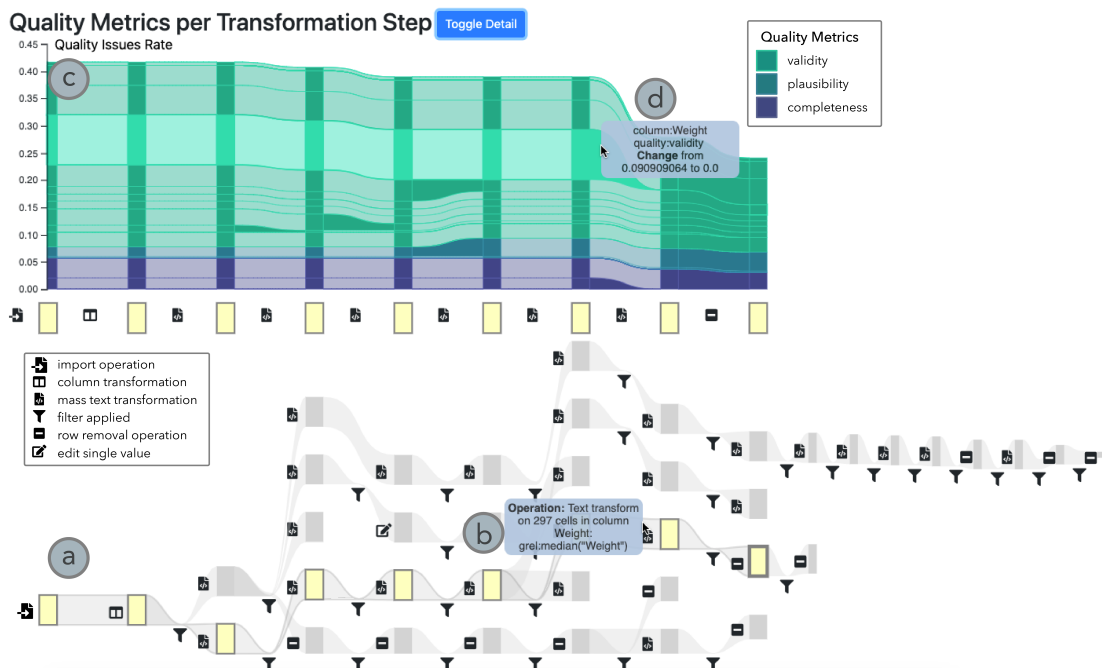 Quality Metrics per Transformation Step
Toggle Detail
Quality Issues Rate
0.45
0.40
0.35
0.30
0.25
0.20
0.15
0.10
0.05
0.00
c
d
column:Weight
quality:validity
Change from
0.090909064 to 0.0
Quality Metrics
validity
plausibility
completeness
import operation
column transformation
mass text transformation
filter applied
row removal operation
edit single value
a
b
Operation: Text transform
on 297 cells in column
Weight:
grel:median("Weight")